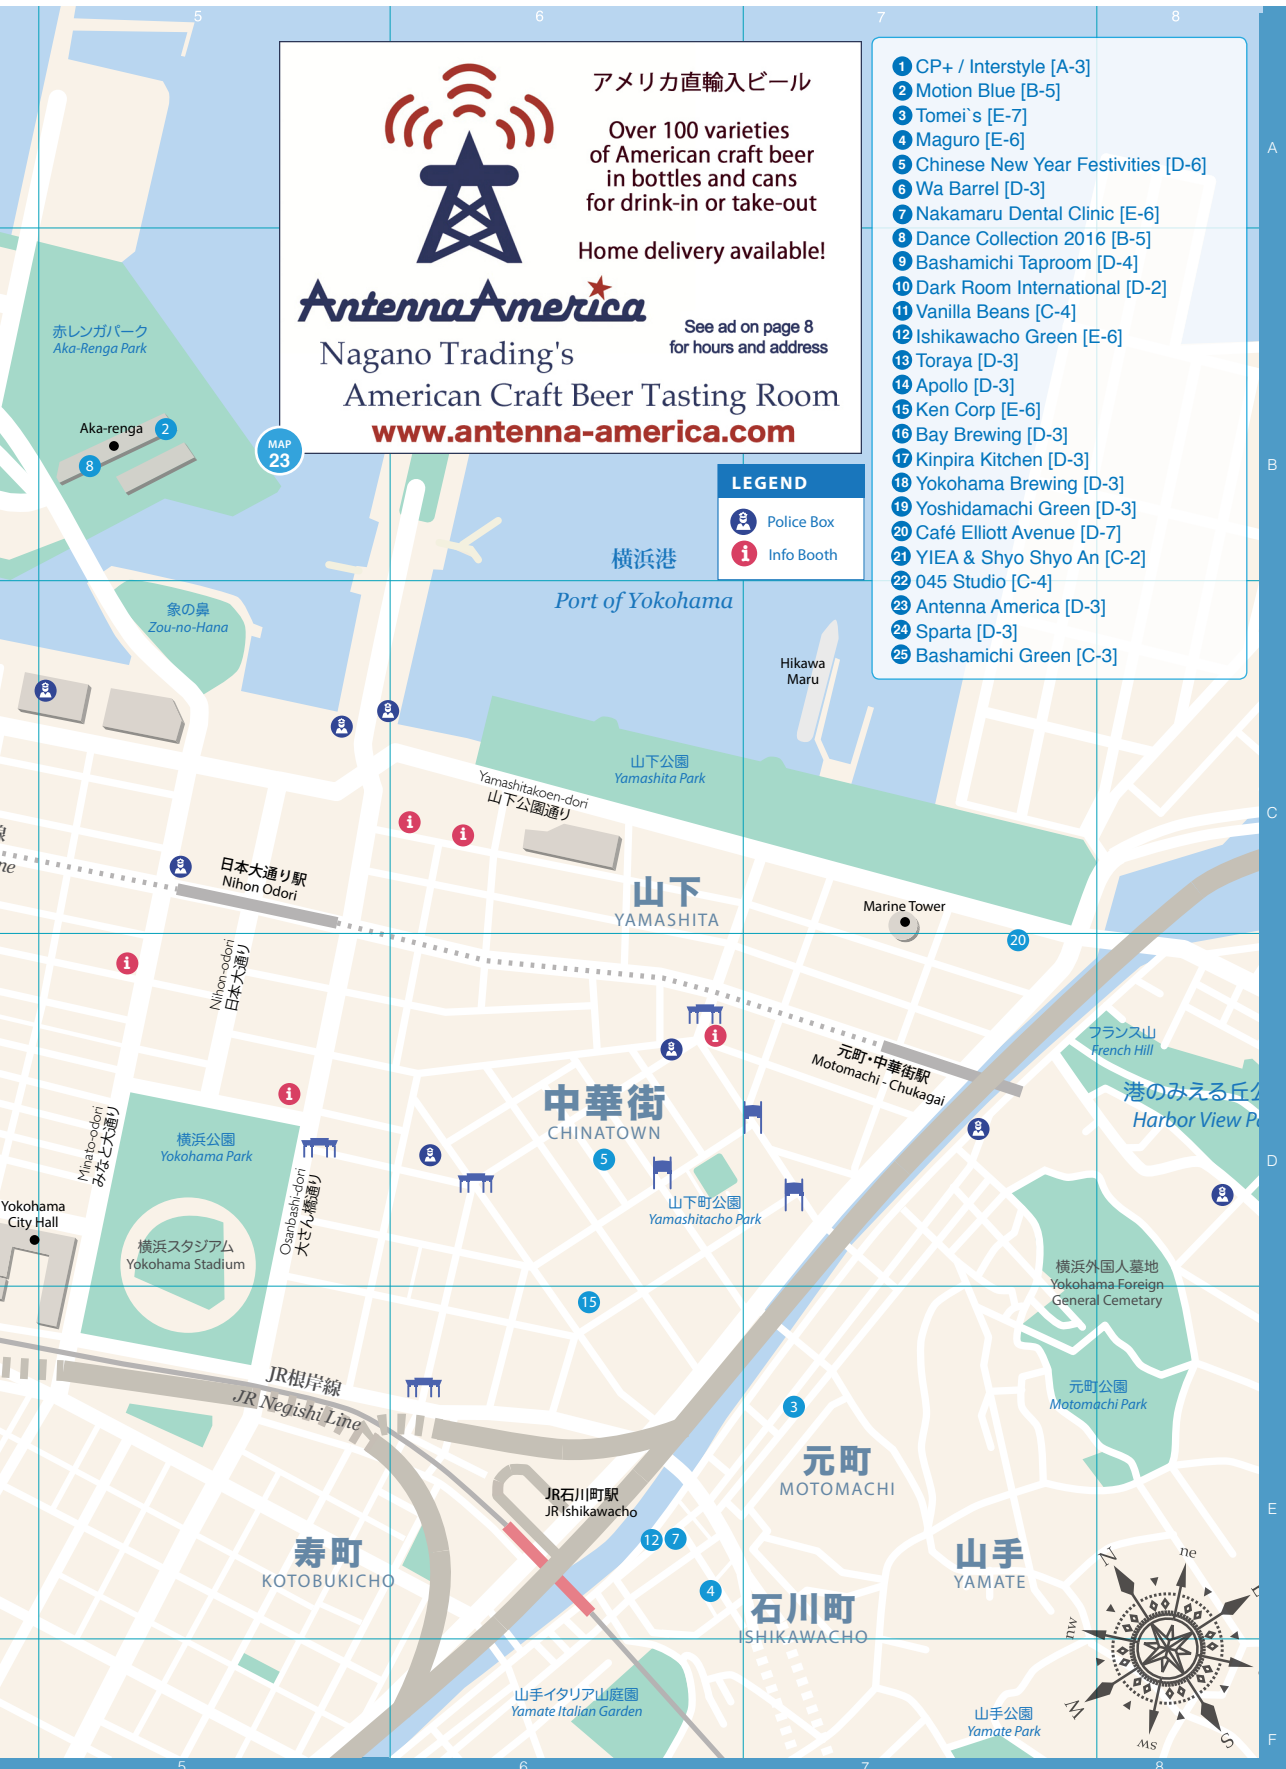 5
6
7
8
アメリカ直輸入ビール
Over 100 varieties
of American craft beer
in bottles and cans
for drink-in or take-out
Home delivery available!
AntennaAmerica
See ad on page 8
for hours and address
Nagano Trading's
American Craft Beer Tasting Room
www.antenna-america.com
MAP
23
1 CP+ / Interstyle [A-3]
2 Motion Blue [B-5]
3 Tomei`s [E-7]
4 Maguro [E-6]
5 Chinese New Year Festivities [D-6]
6 Wa Barrel [D-3]
7 Nakamaru Dental Clinic [E-6]
8 Dance Collection 2016 [B-5]
9 Bashamichi Taproom [D-4]
10 Dark Room International [D-2]
11 Vanilla Beans [C-4]
12 Ishikawacho Green [E-6]
13 Toraya [D-3]
14 Apollo [D-3]
15 Ken Corp [E-6]
16 Bay Brewing [D-3]
17 Kinpira Kitchen [D-3]
18 Yokohama Brewing [D-3]
19 Yoshidamachi Green [D-3]
20 Café Elliott Avenue [D-7]
21 YIEA & Shyo Shyo An [C-2]
22 045 Studio [C-4]
23 Antenna America [D-3]
24 Sparta [D-3]
25 Bashamichi Green [C-3]
LEGEND
Police Box
i Info Booth
A
B
C
D
E
F
赤レンガパーク
Aka-Renga Park
Aka-renga
2
8
横浜港
Port of Yokohama
象の鼻
Zou-no-Hana
Hikawa
Maru
山下公園
Yamashita Park
Yamashitakoen-dori
山下公園通り
i
i
線
ne
日本大通り駅
Nihon Odori
山下
YAMASHITA
Marine Tower
20
i
Nihon-odori
日本大通り
i
元町・中華街駅
Motomachi - Chukagai
フランス山
French Hill
港のみえる丘公
Harbor View Pa
i
中華街
CHINATOWN
5
Minato-odori
みなと大通り
横浜公園
Yokohama Park
Osanbashi-dori
大さん橋通り
山下町公園
Yamashitacho Park
Yokohama
City Hall
横浜スタジアム
Yokohama Stadium
横浜外国人墓地
Yokohama Foreign
General Cemetary
15
JR根岸線
JR Negishi Line
元町公園
Motomachi Park
3
元町
MOTOMACHI
JR石川町駅
JR Ishikawacho
12
7
寿町
KOTOBUKICHO
4
石川町
ISHIKAWACHO
山手
YAMATE
N
ne
E
nw
W
sw
S
山手イタリア山庭園
Yamate Italian Garden
山手公園
Yamate Park
5
6
7
8